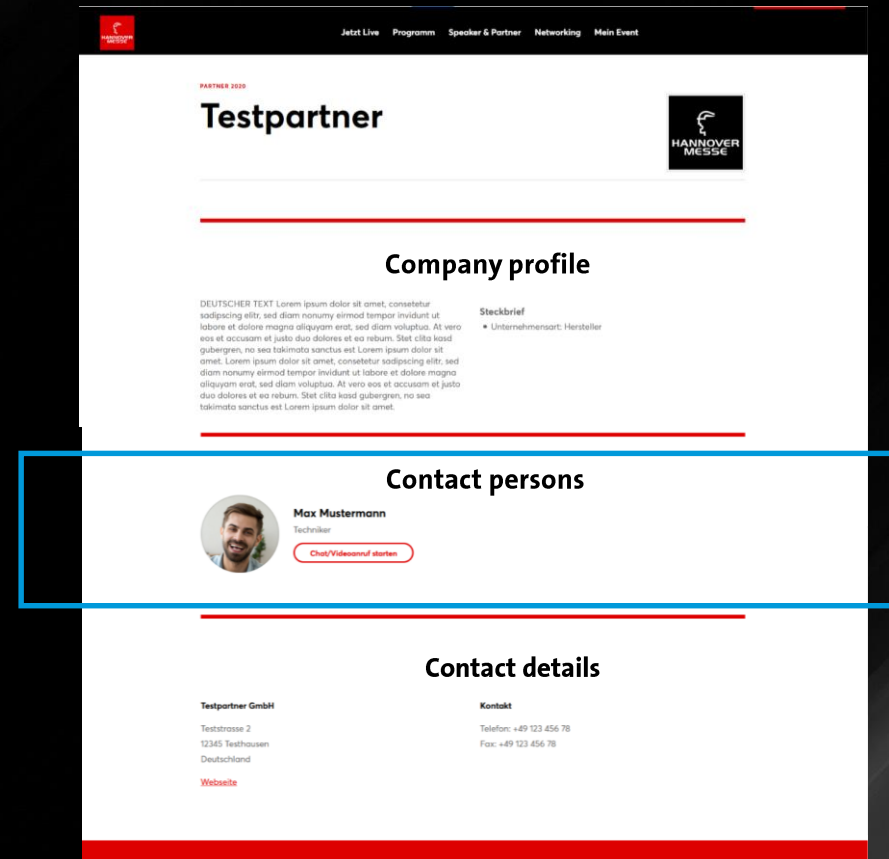 HANNOVER
MESSE
Jetzt Live Programm Speaker & Partner Networking Mein Event
PARTNER 2020
Testpartner
HANNOVER
MESSE
Company profile
DEUTSCHER TEXT Lorem ipsum dolor sit amet, consetetur
sadipscing elitr, sed diam nonumy eirmod tempor invidunt ut
labore et dolore magna aliquyam erat, sed diam voluptua. At vero
eos et accusam et justo duo dolores et ea rebum. Stet clita kasd
gubergren, no sea takimata sanctus est Lorem ipsum dolor sit
amet. Lorem ipsum dolor sit amet, consetetur sadipscing elitr, sed
diam nonumy eirmod tempor invidunt ut labore et dolore magna
aliquyam erat, sed diam voluptua. At vero eos et accusam et justo
duo dolores et ea rebum. Stet clita kasd gubergren, no sea
takimata sanctus est Lorem ipsum dolor sit amet.
Steckbrief
• Unternehmensart: Hersteller
Contact persons
Max Mustermann
Techniker
Chat/Videoanruf starten
Contact details
Testpartner GmbH
Teststrasse 2
12345 Testhausen
Deutschland
Webseite
Kontakt
Telefon: +49 123 456 78
Fax: +49 123 456 78